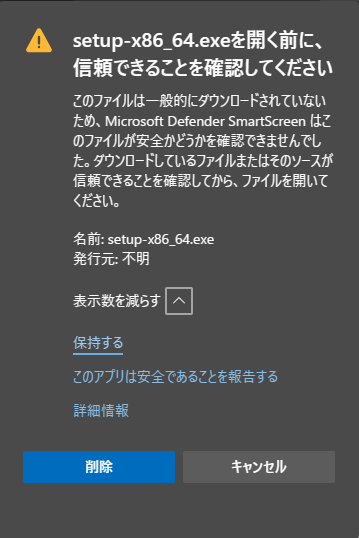 setup-x86_64.exeを開く前に、
信頼できることを確認してください
このファイルは一般的にダウンロードされていない
ため、Microsoft Defender SmartScreen は
このファイルが安全かどうかを確認できませんでし
た。ダウンロードしているファイルまたはそのソースが
信頼できることを確認してから、ファイルを開いて
ください。
名前: setup-x86_64.exe
発行元: 不明
表示数を減らす
保持する
このアプリは安全であることを報告する
詳細情報
削除
キャンセル